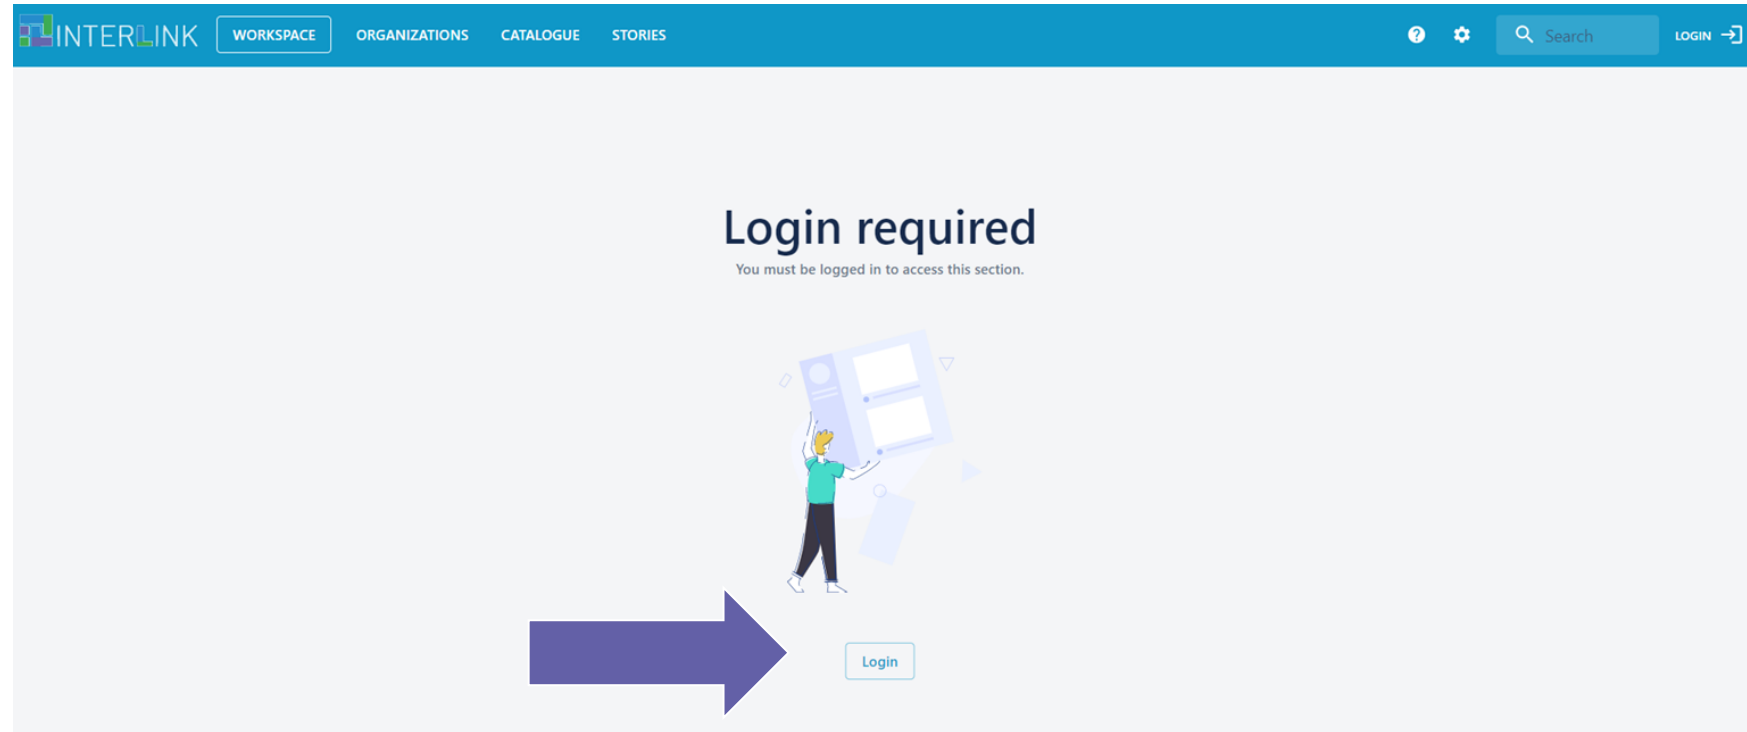 INTERLINK WORKSPACE ORGANIZATIONS CATALOGUE STORIES Search LOGIN
Login required
You must be logged in to access this section.
Login